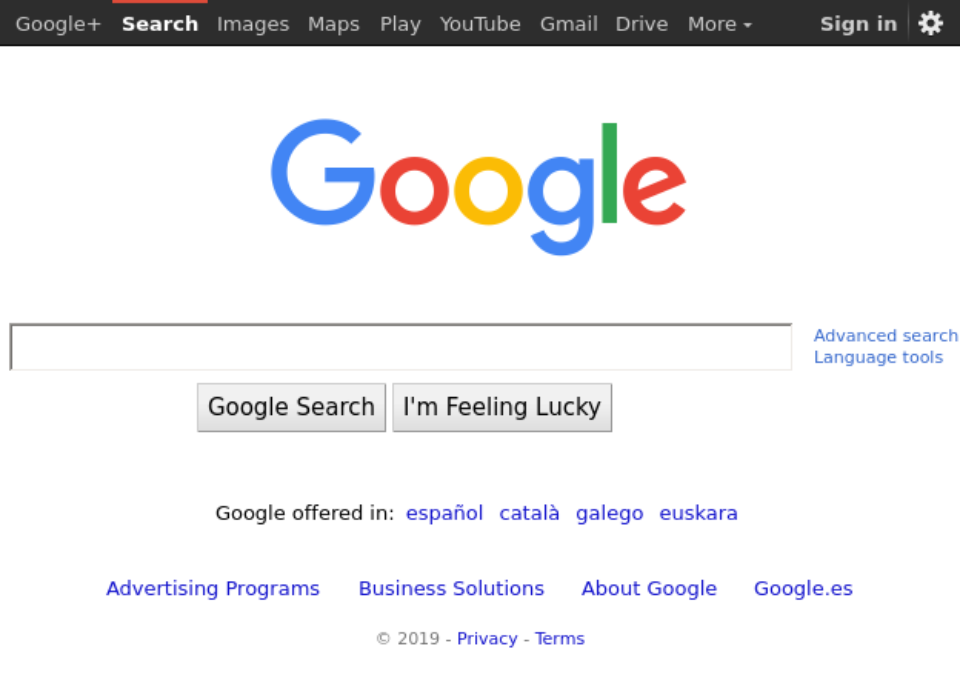 Google+ Search Images Maps Play YouTube Gmail Drive More Sign in
Google
Advanced search
Language tools
Google Search I'm Feeling Lucky
Google offered in: español català galego euskara
Advertising Programs Business Solutions About Google Google.es
© 2019 - Privacy - Terms